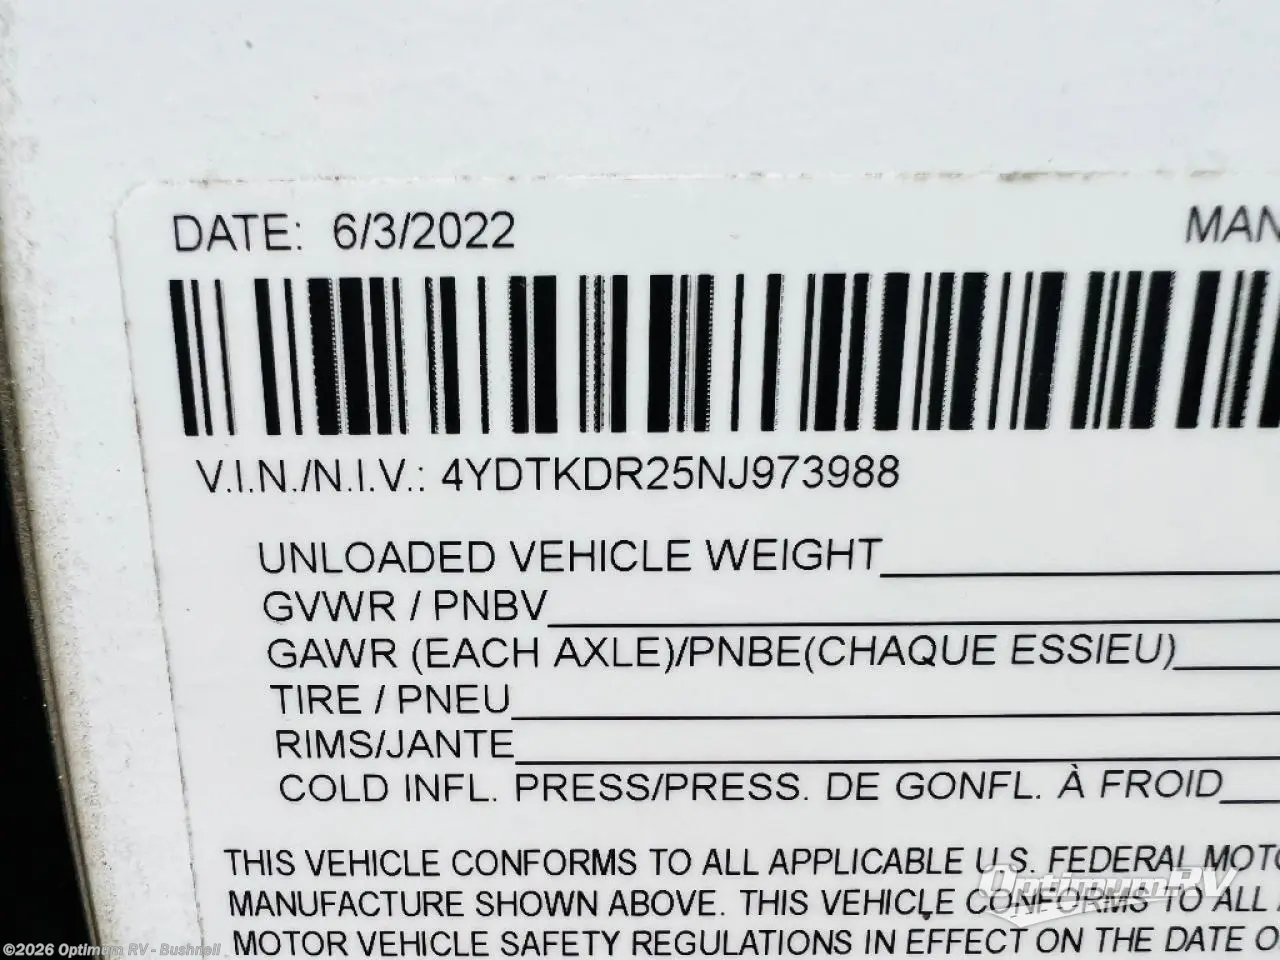 DATE: 6/3/2022
MAN
V.I.N./N.I.V.: 4YDTKDR25NJ973988
UNLOADED VEHICLE WEIGHT
GVWR / PNBV
GAWR (EACH AXLE)/PNBE(CHAQUE ESSIEU)
TIRE / PNEU
RIMS/JANTE
COLD INFL. PRESS/PRESS. DE GONFL. À FROID
THIS VEHICLE CONFORMS TO ALL APPLICABLE U.S. FEDERAL MOTO
MANUFACTURE SHOWN ABOVE. THIS VEHICLE CONFORMS TO ALL
MOTOR VEHICLE SAFETY REGULATIONS IN EFFECT ON THE DATE O
OptimumRV
©2026 Optimum RV - Bushnell